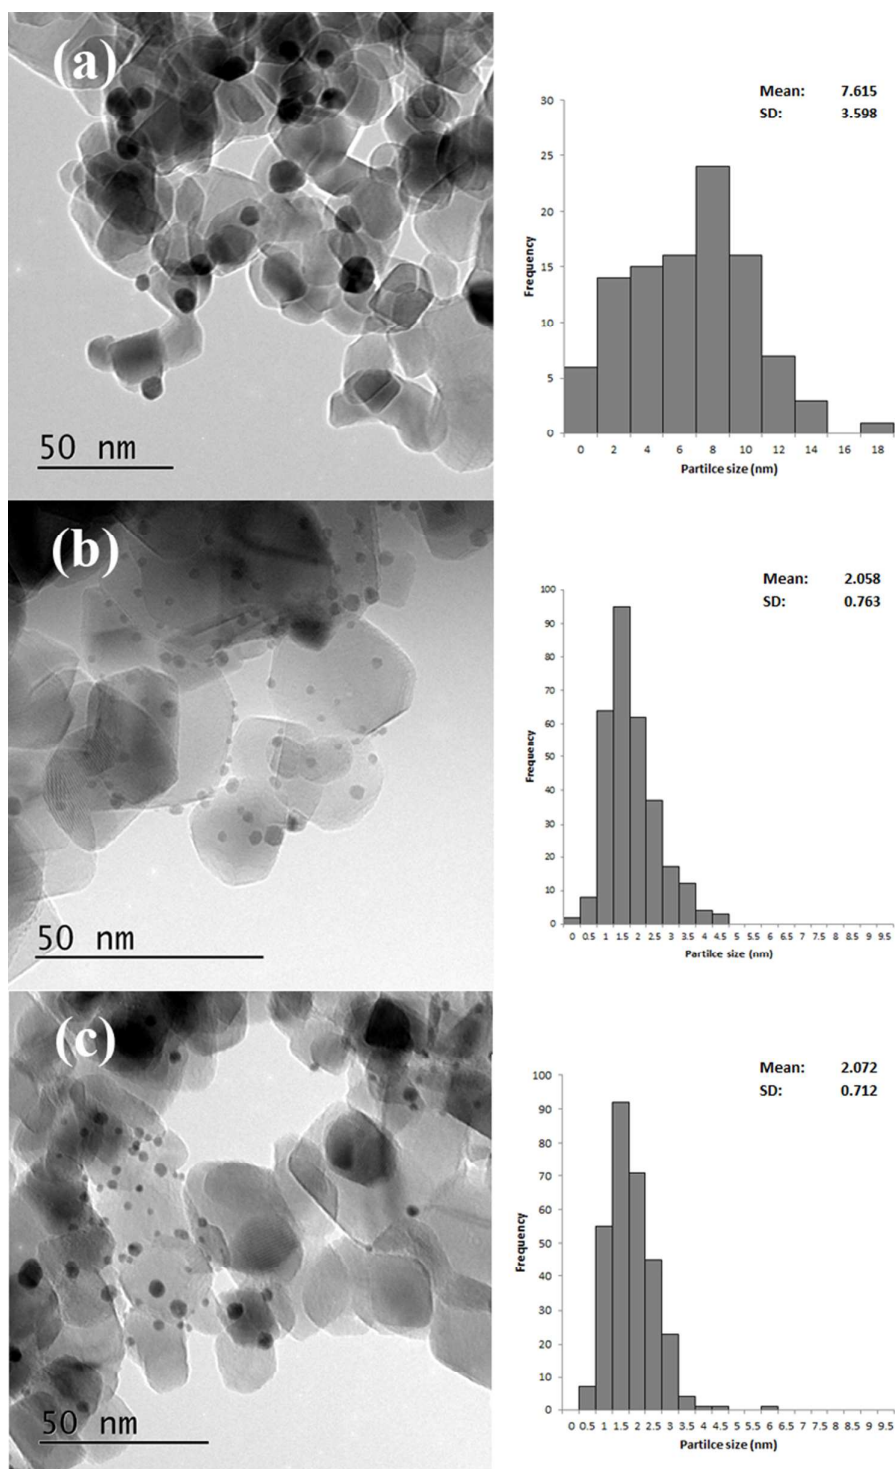 (a)
50 nm
Mean: 7.615
SD: 3.598
Frequency
30
25
20
15
10
5
0
0 2 4 6 8 10 12 14 16 18
Partilce size (nm)
(b)
50 nm
Mean: 2.058
SD: 0.763
Frequency
100
90
80
70
60
50
40
30
20
10
0
0 0.5 1 1.5 2 2.5 3 3.5 4 4.5 5 5.5 6 6.5 7 7.5 8 8.5 9 9.5
Partilce size (nm)
(c)
50 nm
Mean: 2.072
SD: 0.712
Frequency
100
90
80
70
60
50
40
30
20
10
0
0 0.5 1 1.5 2 2.5 3 3.5 4 4.5 5 5.5 6 6.5 7 7.5 8 8.5 9 9.5
Partilce size (nm)